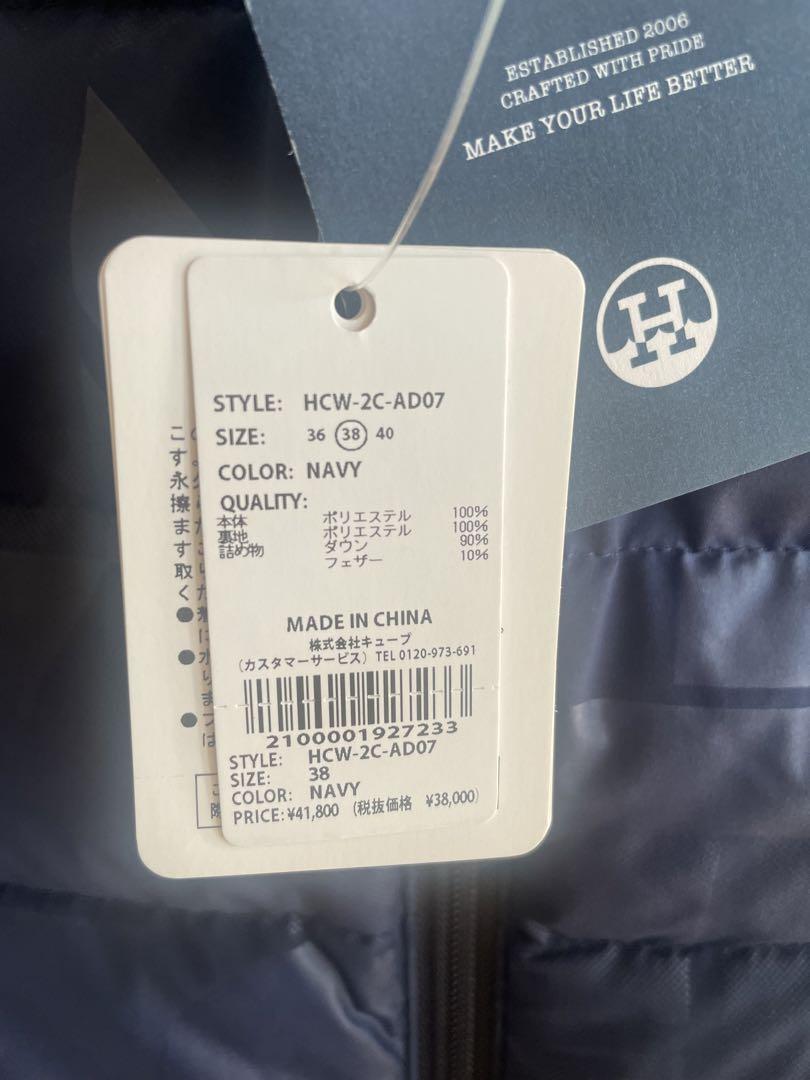 ESTABLISHED 2006
CRAFTED WITH PRIDE
MAKE YOUR LIFE BETTER
H
STYLE: HCW-2C-AD07
SIZE: 36 38 40
COLOR: NAVY
QUALITY:
本体 ポリエステル 100%
裏地 ポリエステル 100%
詰め物 ダウン 90%
フェザー 10%
MADE IN CHINA
株式会社キューブ
(カスタマーサービス) TEL 0120-973-691
2100001927233
STYLE: HCW-2C-AD07
SIZE: 38
COLOR: NAVY
PRICE: ¥41,800 (税抜価格 ¥38,000)